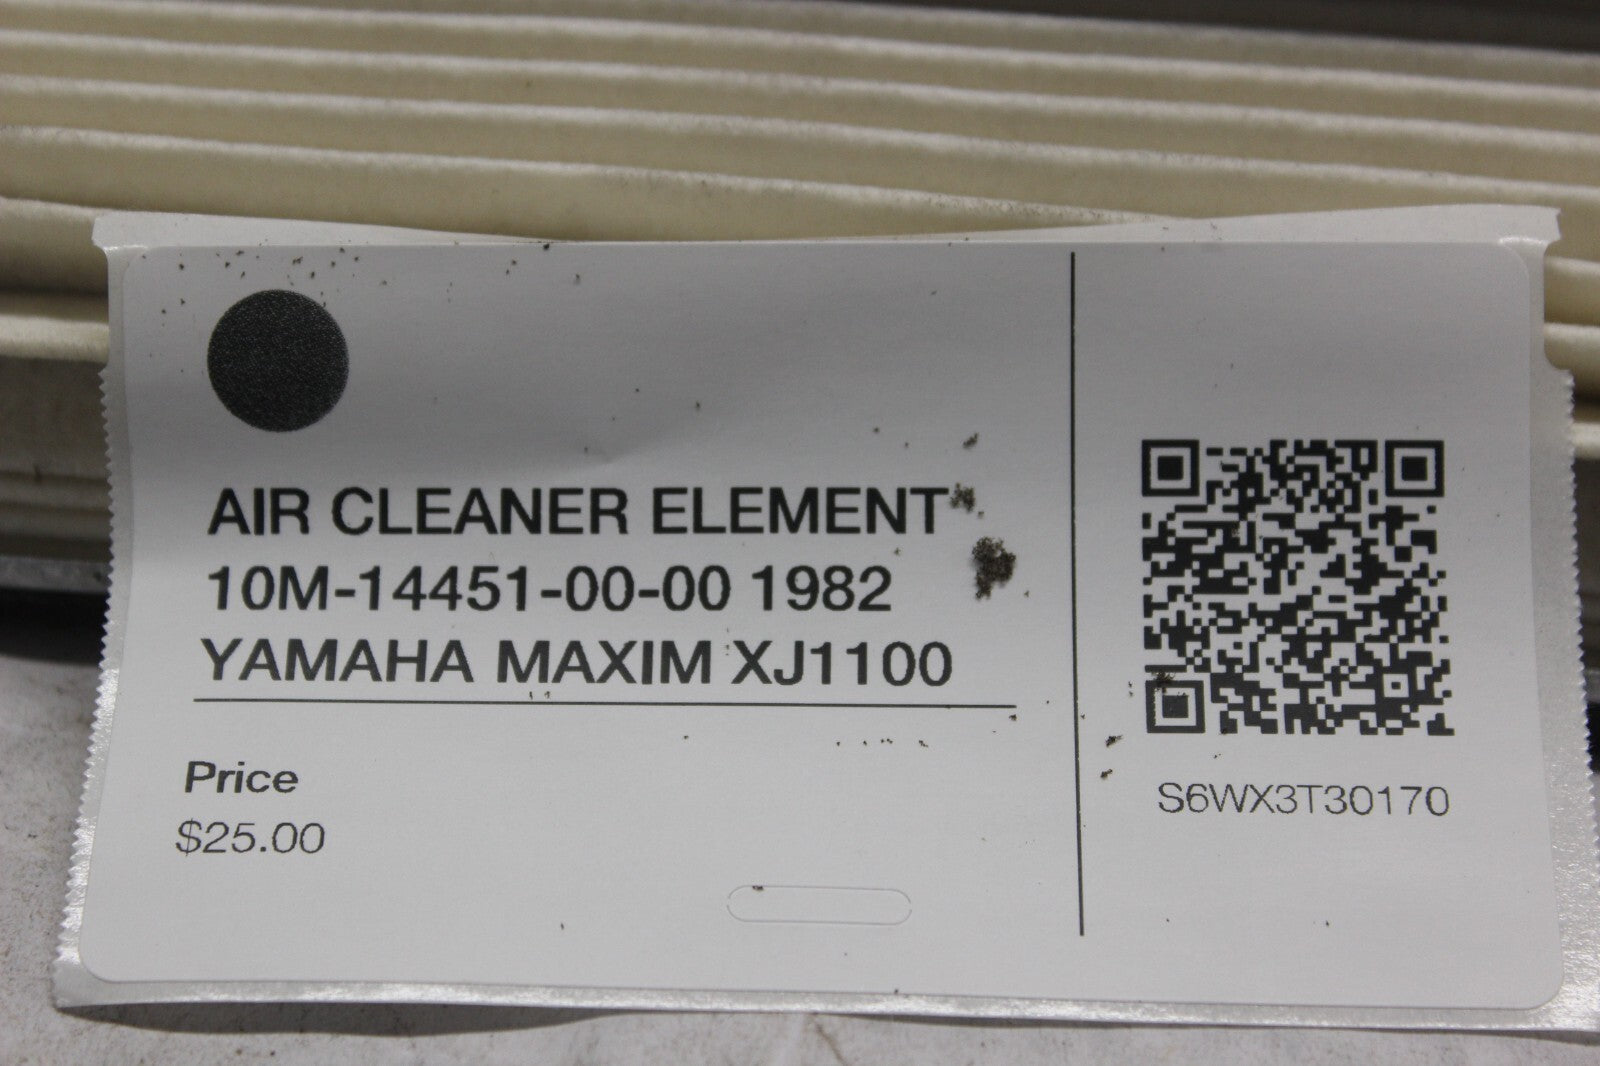 AIR CLEANER ELEMENT
10M-14451-00-00 1982
YAMAHA MAXIM XJ1100
Price
$25.00
S6WX3T30170